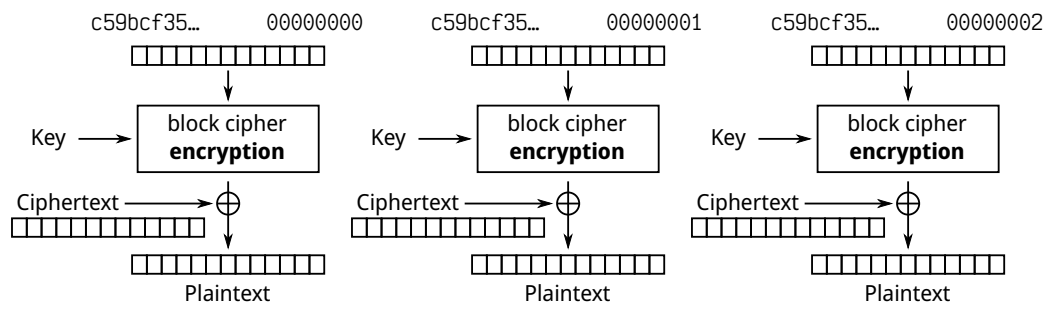 c59bcf35… 00000000 c59bcf35… 00000001 c59bcf35… 00000002
Key block cipher encryption
Key block cipher encryption
Key block cipher encryption
Ciphertext Ciphertext Ciphertext
Plaintext Plaintext Plaintext